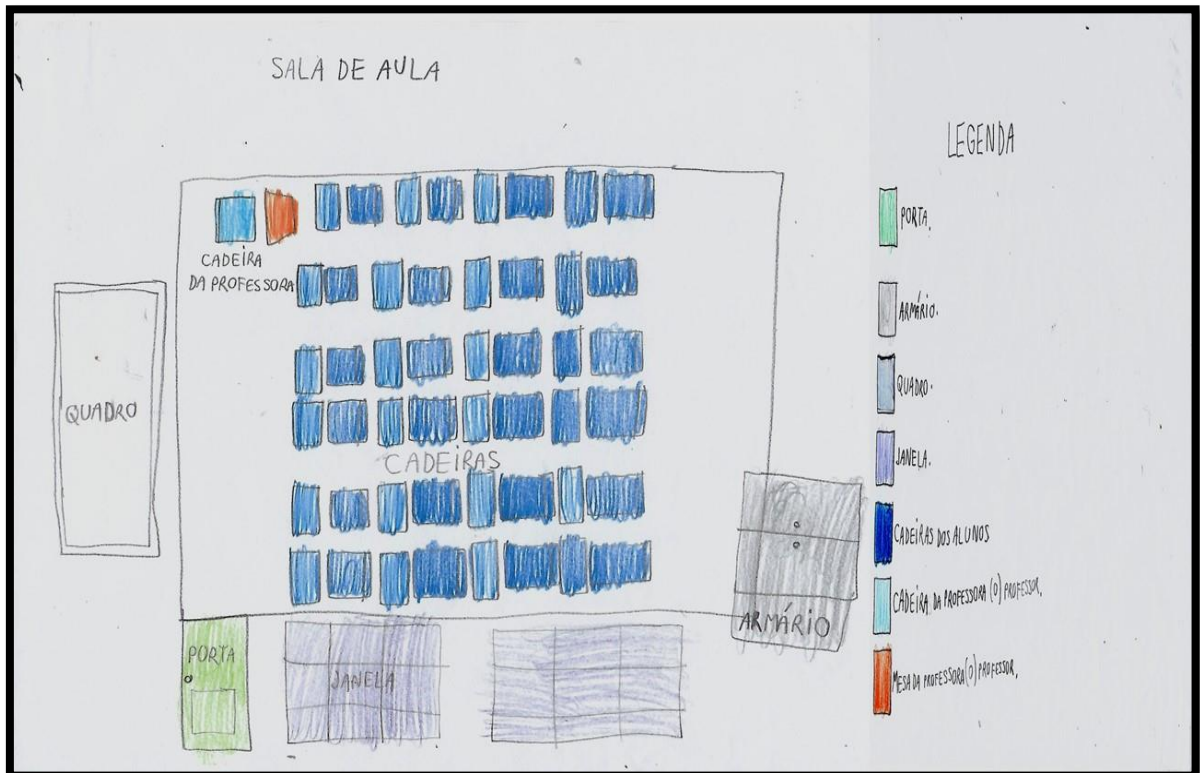 SALA DE AULA
LEGENDA
PORTA.
CADEIRA
DA PROFESSORA
ARMÁRIO.
QUADRO.
QUADRO
JANELA.
CADEIRAS
CADEIRAS DOS ALUNOS
CADEIRA DA PROFESSORA (O) PROFESSOR.
ARMÁRIO
PORTA
JANELA
MESA DA PROFESSORA (O) PROFESSOR.